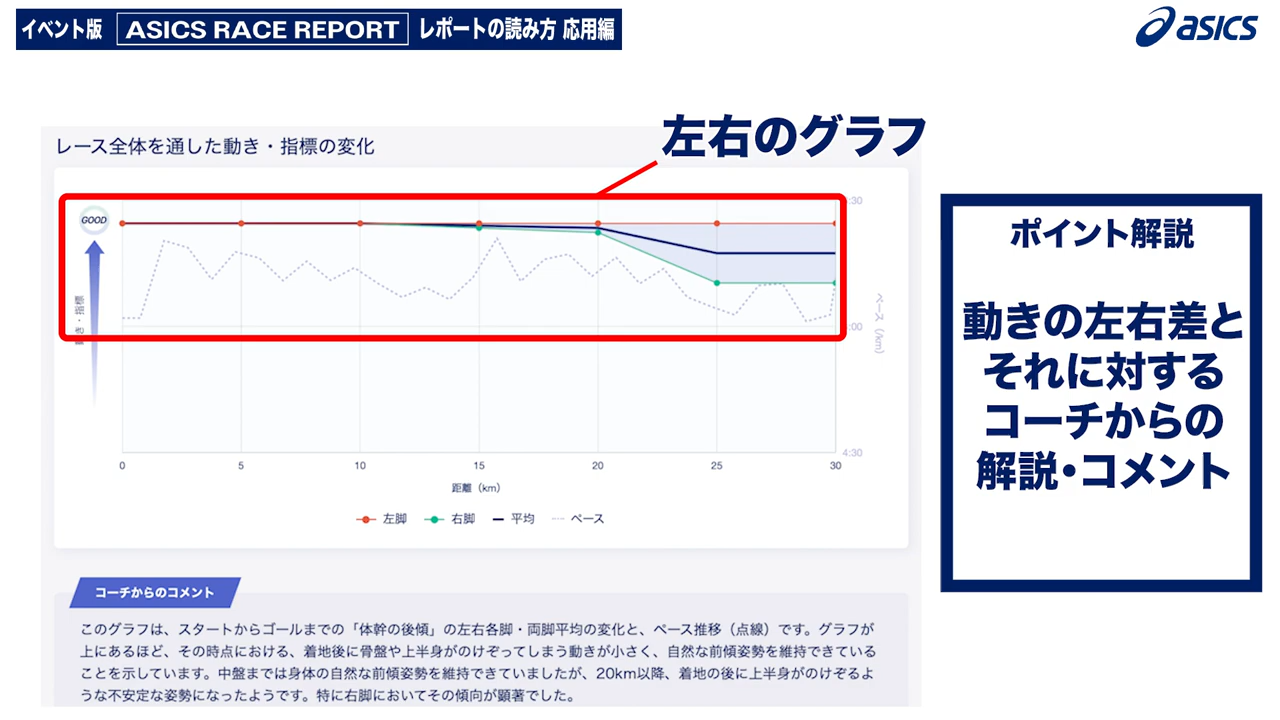 イベント版 ASICS RACE REPORT レポートの読み方 応用編
asics
左右のグラフ
レース全体を通した動き・指標の変化
GOOD
:30
動き・指標
:00
ペース (/km)
4:30
0 5 10 15 20 25 30
距離 (km)
左脚 右脚 平均 ペース
ポイント解説
動きの左右差と
それに対する
コーチからの
解説・コメント
コーチからのコメント
このグラフは、スタートからゴールまでの「体幹の後傾」の左右各脚・両脚平均の変化と、ペース推移（点線）です。グラフが
上にあるほど、その時点における、着地後に骨盤や上半身がのけぞってしまう動きが小さく、自然な前傾姿勢を維持できている
ことを示しています。中盤までは身体の自然な前傾姿勢を維持できていましたが、20km以降、着地の後に上半身がのけぞるよ
うな不安定な姿勢になったようです。特に右脚においてその傾向が顕著でした。